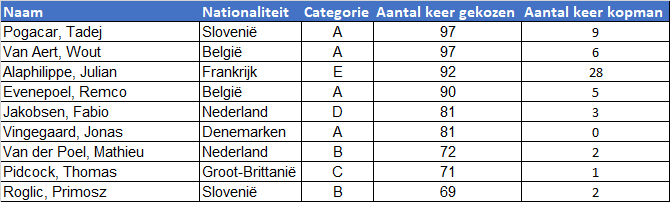 Naam Nationaliteit Categorie Aantal keer gekozen Aantal keer kopman
Pogacar, Tadej Slovenië A 97 9
Van Aert, Wout België A 97 6
Alaphilippe, Julian Frankrijk E 92 28
Evenepoel, Remco België A 90 5
Jakobsen, Fabio Nederland D 81 3
Vingegaard, Jonas Denemarken A 81 0
Van der Poel, Mathieu Nederland B 72 2
Pidcock, Thomas Groot-Brittanië C 71 1
Roglic, Primosz Slovenië B 69 2